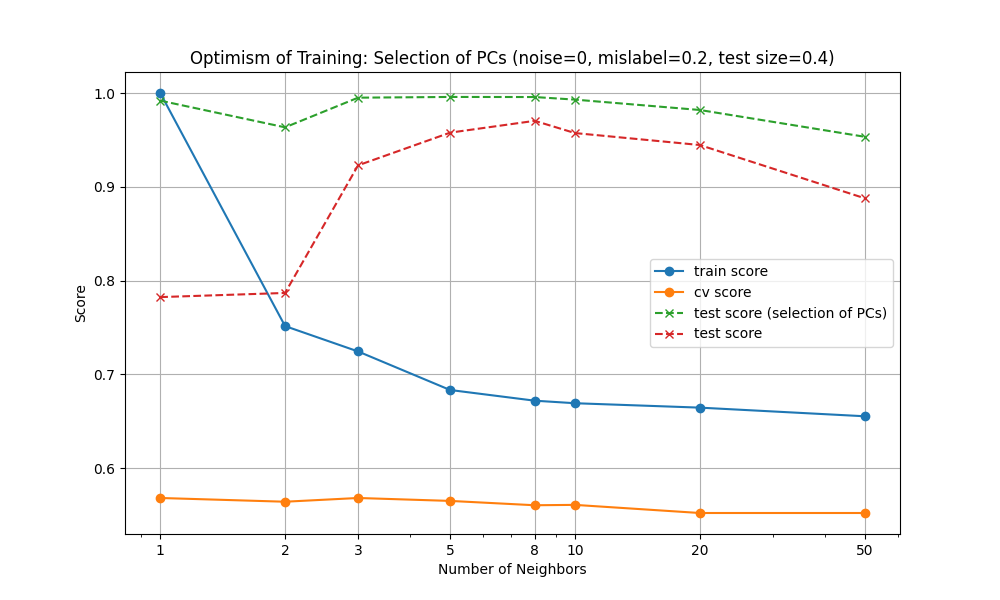 Optimism of Training: Selection of PCs (noise=0, mislabel=0.2, test size=0.4)
1.0
0.9
0.8
0.7
0.6
Score
train score
cv score
test score (selection of PCs)
test score
1 2 3 5 8 10 20 50
Number of Neighbors